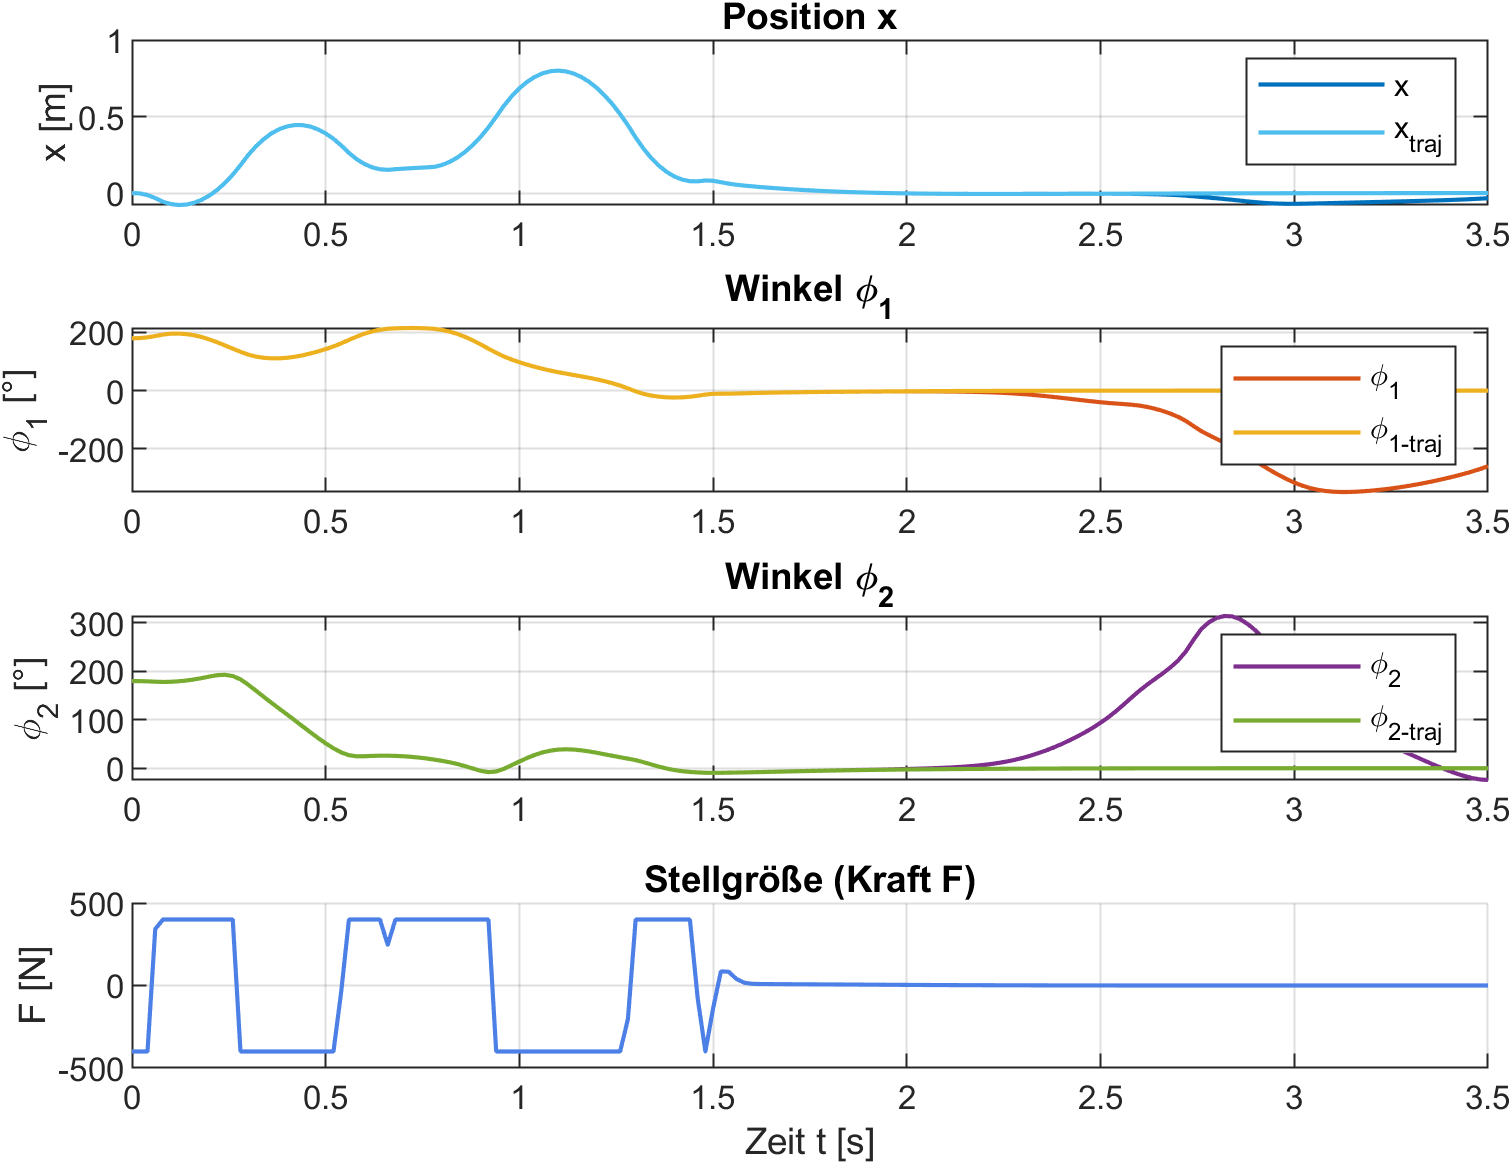 Position x
1
0.5
0
x [m]
x
x_traj
0 0.5 1 1.5 2 2.5 3 3.5
Winkel ϕ_1
200
0
-200
ϕ_1 [°]
ϕ_1
ϕ_1-traj
0 0.5 1 1.5 2 2.5 3 3.5
Winkel ϕ_2
300
200
100
0
ϕ_2 [°]
ϕ_2
ϕ_2-traj
0 0.5 1 1.5 2 2.5 3 3.5
Stellgröße (Kraft F)
500
0
-500
F [N]
0 0.5 1 1.5 2 2.5 3 3.5
Zeit t [s]